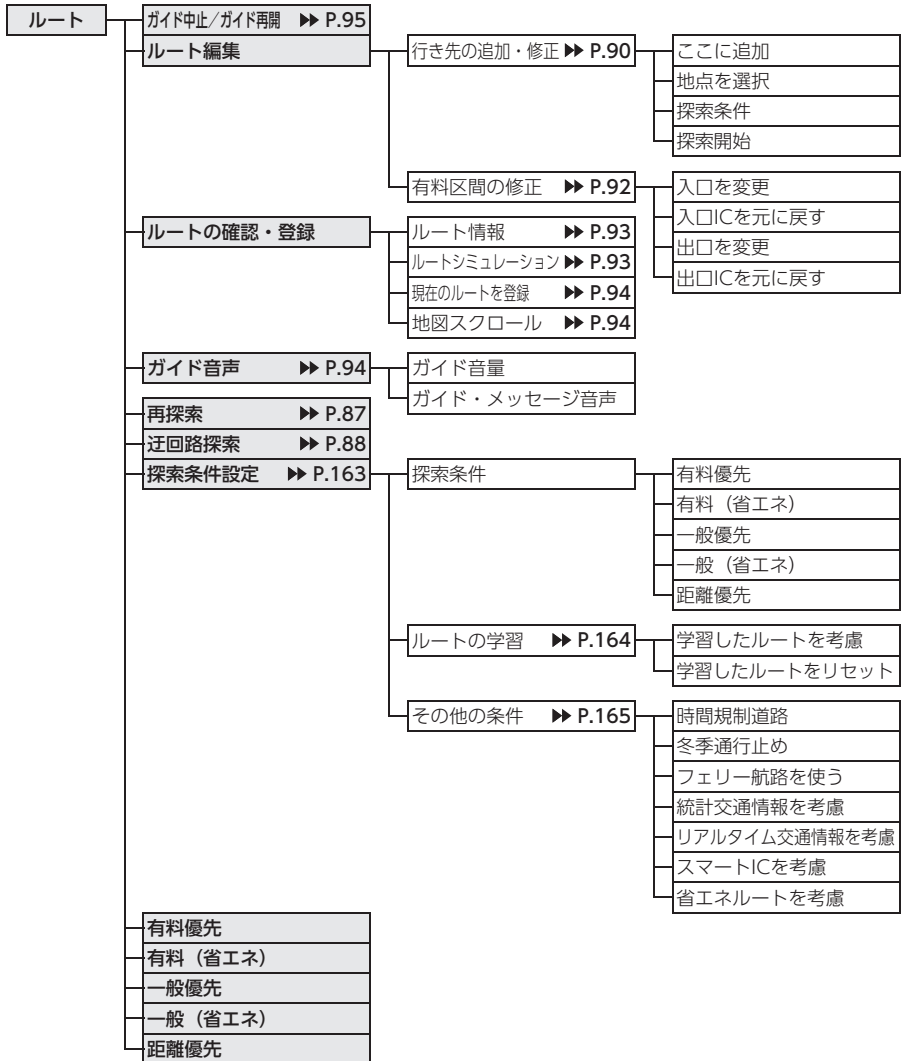 ルート
ガイド中止／ガイド再開 ▶▶ P.95
ルート編集
行き先の追加・修正 ▶▶ P.90
ここに追加
地点を選択
探索条件
探索開始
有料区間の修正 ▶▶ P.92
入口を変更
入口ICを元に戻す
出口を変更
出口ICを元に戻す
ルートの確認・登録
ルート情報 ▶▶ P.93
ルートシミュレーション ▶▶ P.93
現在のルートを登録 ▶▶ P.94
地図スクロール ▶▶ P.94
ガイド音声 ▶▶ P.94
ガイド音量
ガイド・メッセージ音声
再探索 ▶▶ P.87
迂回路探索 ▶▶ P.88
探索条件設定 ▶▶ P.163
探索条件
有料優先
有料（省エネ）
一般優先
一般（省エネ）
距離優先
ルートの学習 ▶▶ P.164
学習したルートを考慮
学習したルートをリセット
その他の条件 ▶▶ P.165
時間規制道路
冬季通行止め
フェリー航路を使う
統計交通情報を考慮
リアルタイム交通情報を考慮
スマートICを考慮
省エネルートを考慮
有料優先
有料（省エネ）
一般優先
一般（省エネ）
距離優先